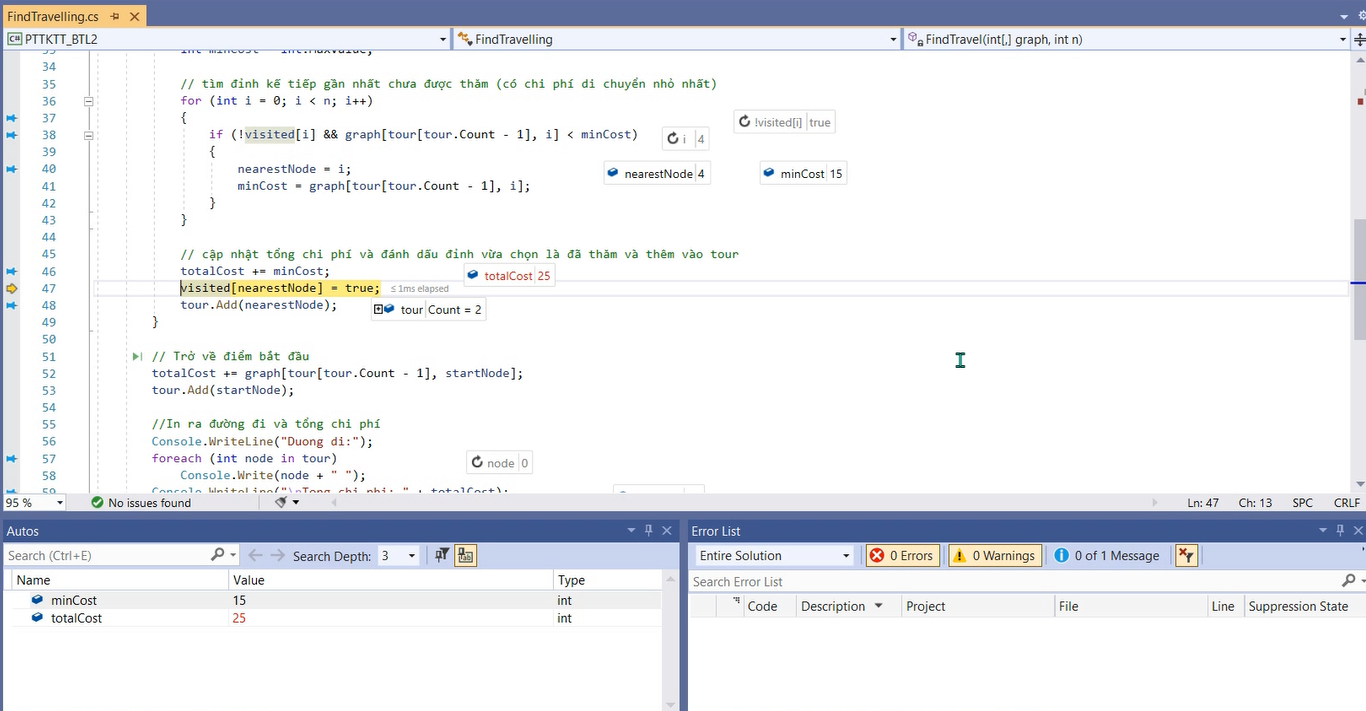 FindTravelling.cs
PTTKTT_BTL2 FindTravelling FindTravel(int[,] graph, int n)
34
35 // tìm đỉnh kế tiếp gần nhất chưa được thăm (có chi phí di chuyển nhỏ nhất)
36 for (int i = 0; i < n; i++)
37 { !visited[i] true
38 if (!visited[i] && graph[tour[tour.Count - 1], i] < minCost) i 4
39 {
40 nearestNode = i; nearestNode 4 minCost 15
41 minCost = graph[tour[tour.Count - 1], i];
42 }
43 }
44
45 // cập nhật tổng chi phí và đánh dấu đỉnh vừa chọn là đã thăm và thêm vào tour
46 totalCost += minCost; totalCost 25
47 visited[nearestNode] = true; ≤ 1ms elapsed
48 tour.Add(nearestNode); tour Count = 2
49 }
50
51 // Trở về điểm bắt đầu
52 totalCost += graph[tour[tour.Count - 1], startNode];
53 tour.Add(startNode);
54
55 //In ra đường đi và tổng chi phí
56 Console.WriteLine("Duong di:");
57 foreach (int node in tour) node 0
58 Console.Write(node + " ");
59 Console.WriteLine("\nTong chi phi: " + totalCost);
95 % No issues found Ln: 47 Ch: 13 SPC CRLF
Autos
Search (Ctrl+E) Search Depth: 3
Name Value Type
minCost 15 int
totalCost 25 int
Error List
Entire Solution 0 Errors 0 Warnings 0 of 1 Message
Search Error List
Code Description Project File Line Suppression State